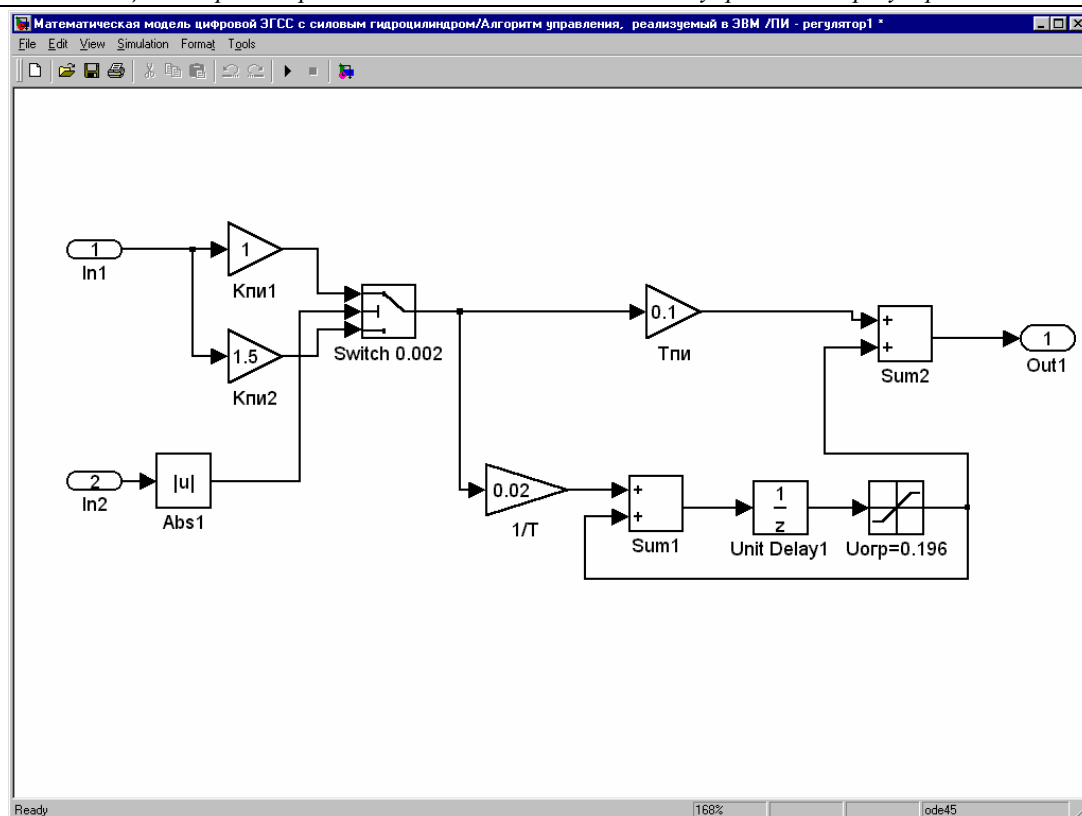 Математическая модель цифровой ЭГСС с силовым гидроцилиндром/Алгоритм управления, реализуемый в ЭВМ /ПИ - регулятор1 *
File Edit View Simulation Format Tools
1
In1
1
Кпи1
1.5
Кпи2
Switch 0.002
2
In2
|u|
Abs1
0.1
Тпи
0.02
1/T
+
+
Sum1
1
z
Unit Delay1
Uогр=0.196
+
+
Sum2
1
Out1
Ready 168% ode45